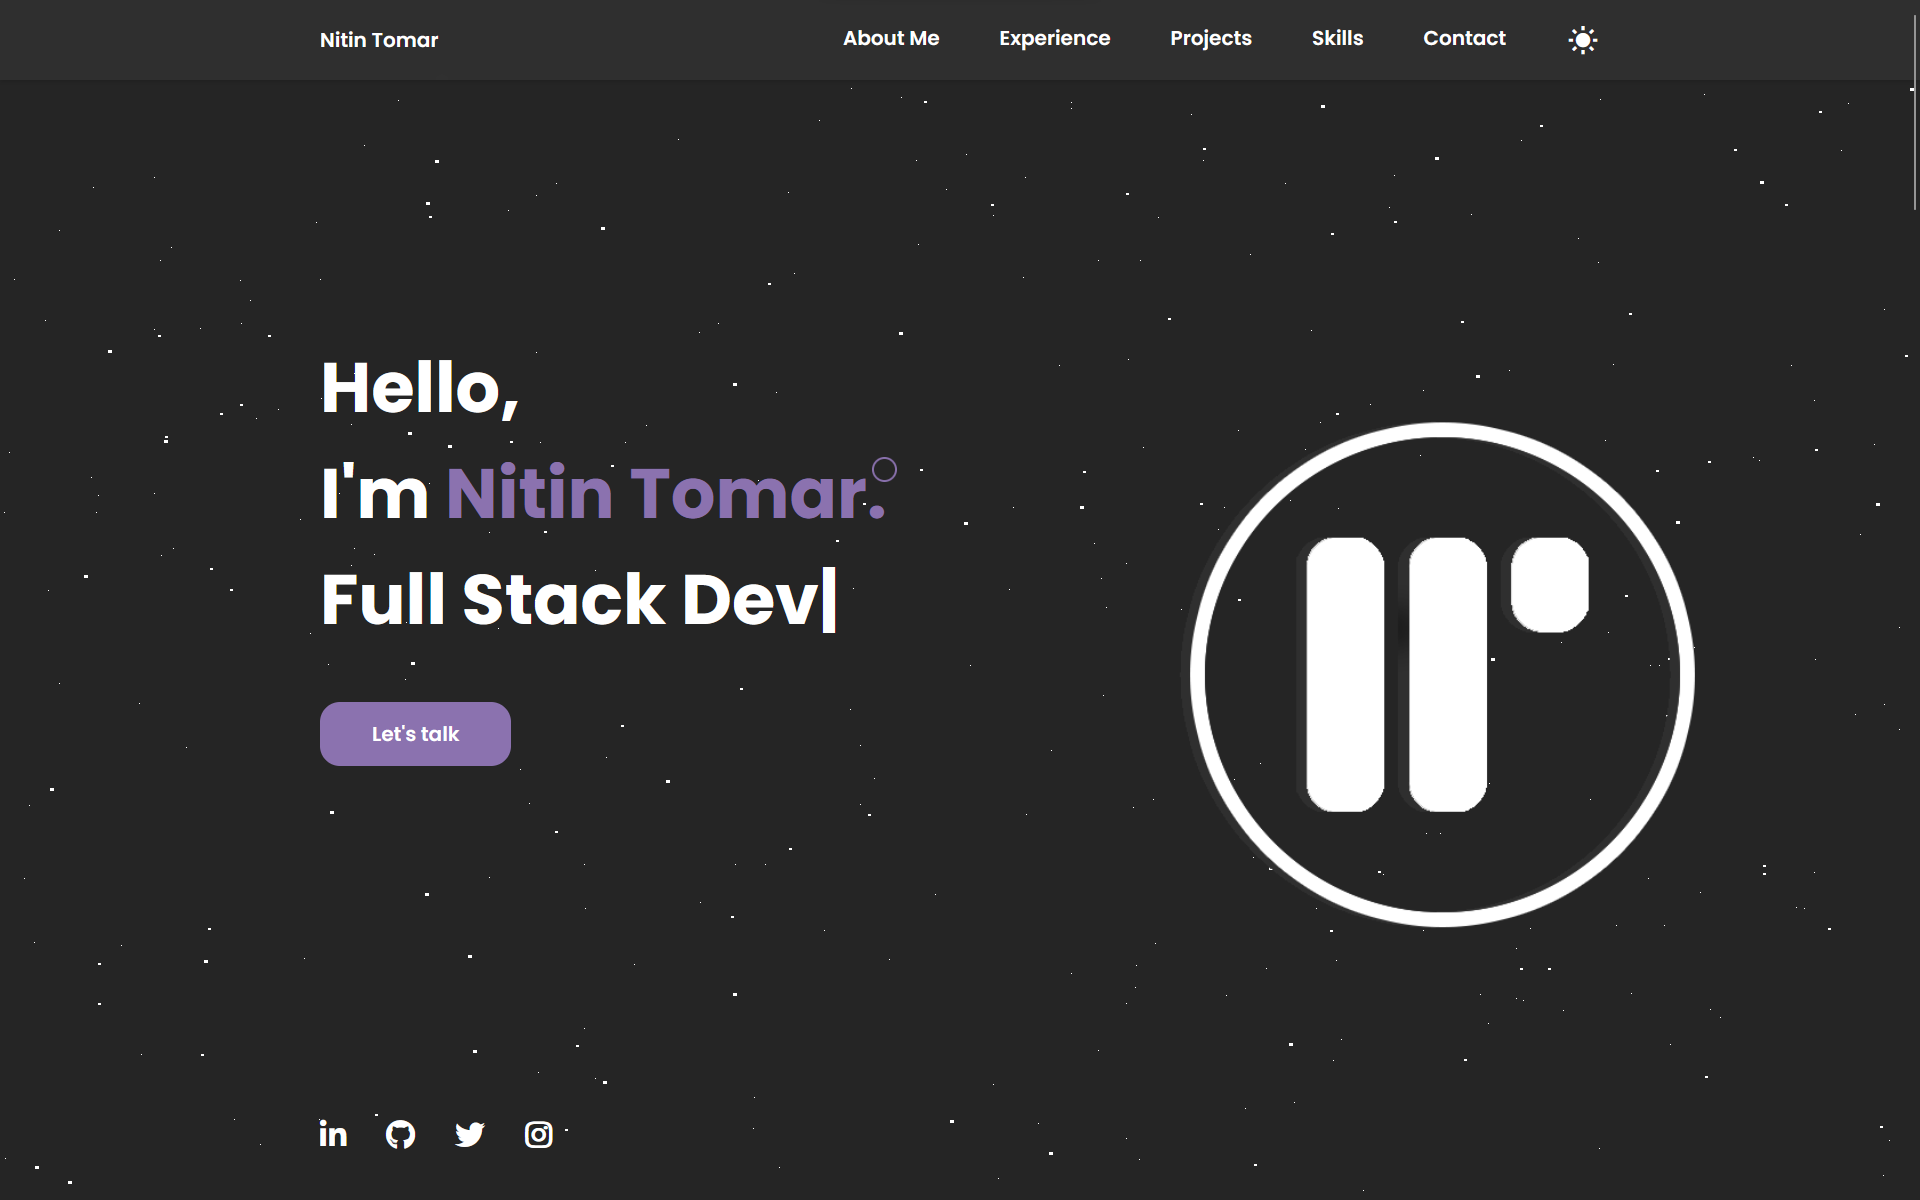 Nitin Tomar
About Me
Experience
Projects
Skills
Contact
Hello,
I'm Nitin Tomar.
Full Stack Dev|
Let's talk